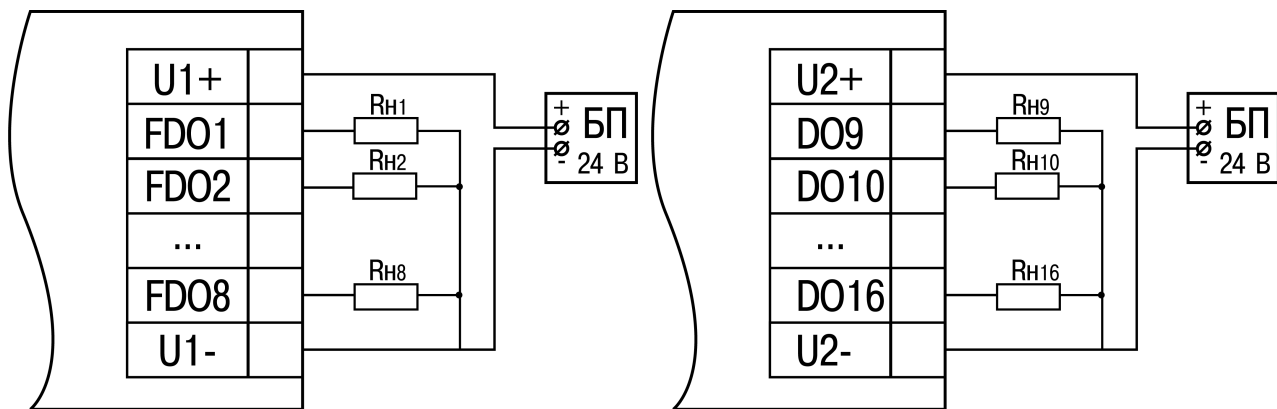 U1+
FDO1
FDO2
...
FDO8
U1-
Rн1
Rн2
Rн8
+
БП
-
24 В
U2+
DO9
DO10
...
DO16
U2-
Rн9
Rн10
Rн16
+
БП
-
24 В